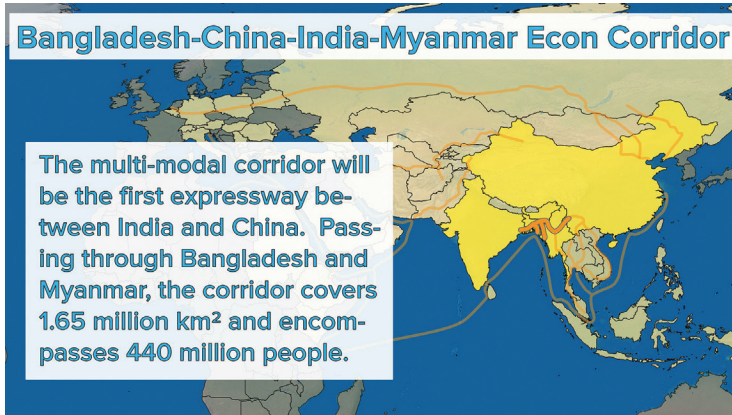 Bangladesh-China-India-Myanmar Econ Corridor
The multi-modal corridor will
be the first expressway be-
tween India and China.  Pass-
ing through Bangladesh and
Myanmar, the corridor covers
1.65 million km² and encom-
passes 440 million people.